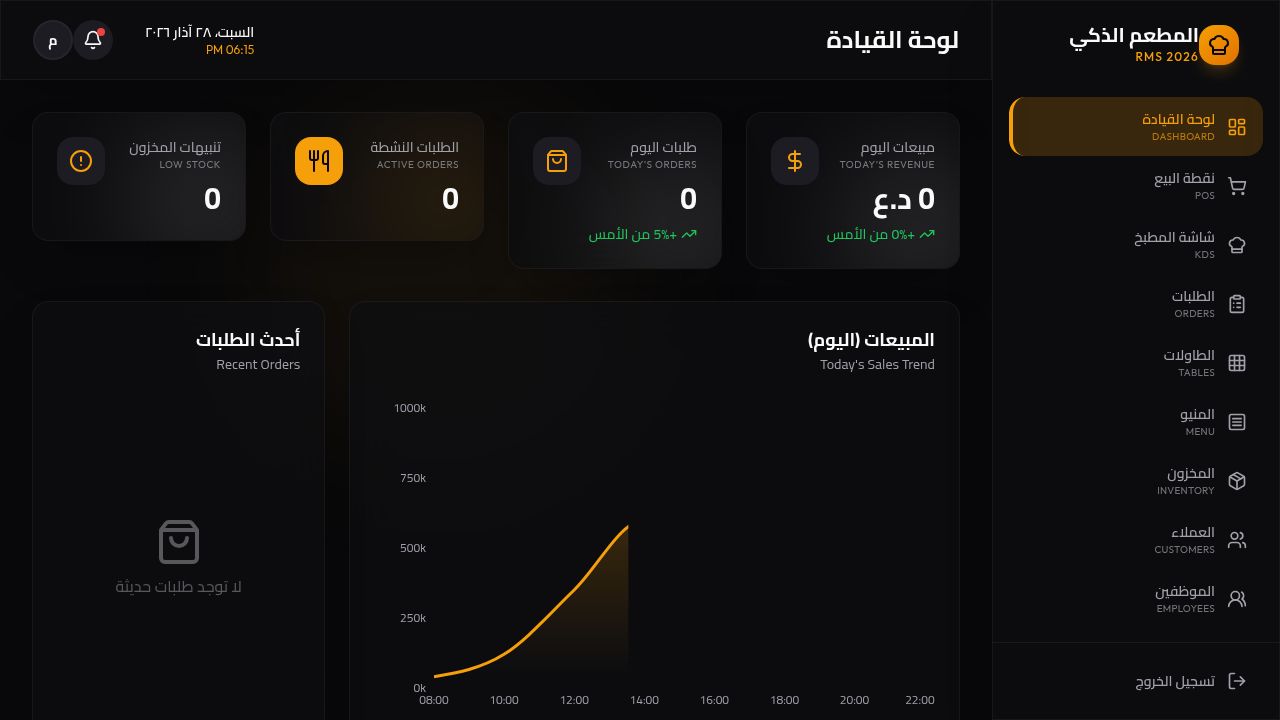 المطعم الذكي
RMS 2026
لوحة القيادة
DASHBOARD
نقطة البيع
POS
شاشة المطبخ
KDS
الطلبات
ORDERS
الطاولات
TABLES
المنيو
MENU
المخزون
INVENTORY
العملاء
CUSTOMERS
الموظفين
EMPLOYEES
تسجيل الخروج
لوحة القيادة
السبت، ٢٨ آذار ٢٠٢٦
06:15 PM
م
مبيعات اليوم
TODAY'S REVENUE
0 د.ع
+0% من الأمس
طلبات اليوم
TODAY'S ORDERS
0
+5% من الأمس
الطلبات النشطة
ACTIVE ORDERS
0
تنبيهات المخزون
LOW STOCK
0
المبيعات (اليوم)
Today's Sales Trend
1000k
750k
500k
250k
0k
08:00 10:00 12:00 14:00 16:00 18:00 20:00 22:00
أحدث الطلبات
Recent Orders
لا توجد طلبات حديثة